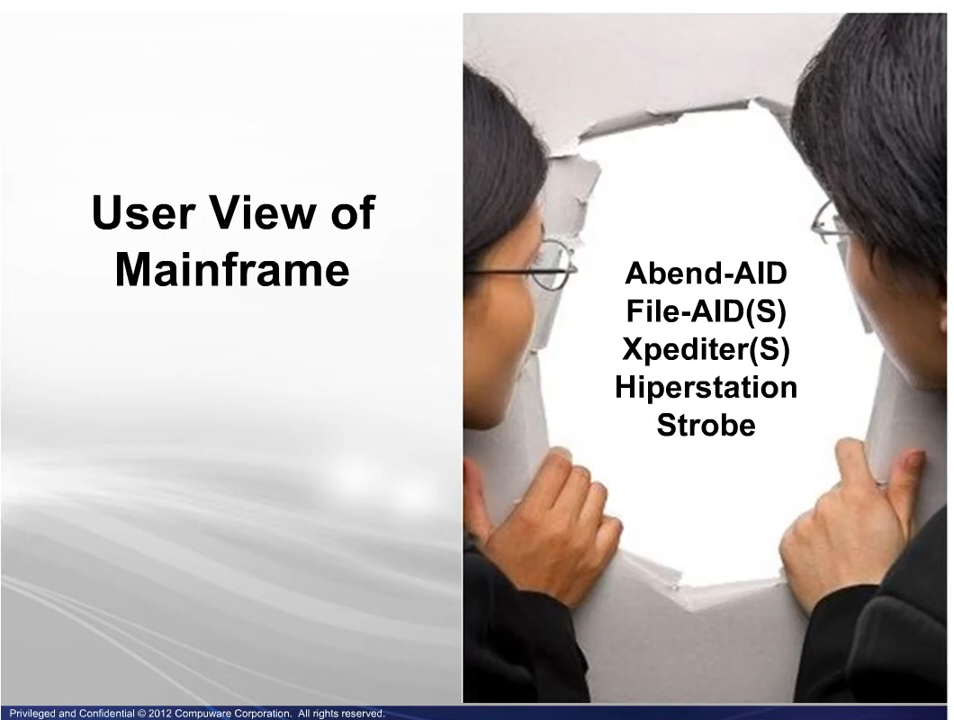 User View of
Mainframe
Abend-AID
File-AID(S)
Xpediter(S)
Hiperstation
Strobe
Privileged and Confidential © 2012 Compuware Corporation. All rights reserved.